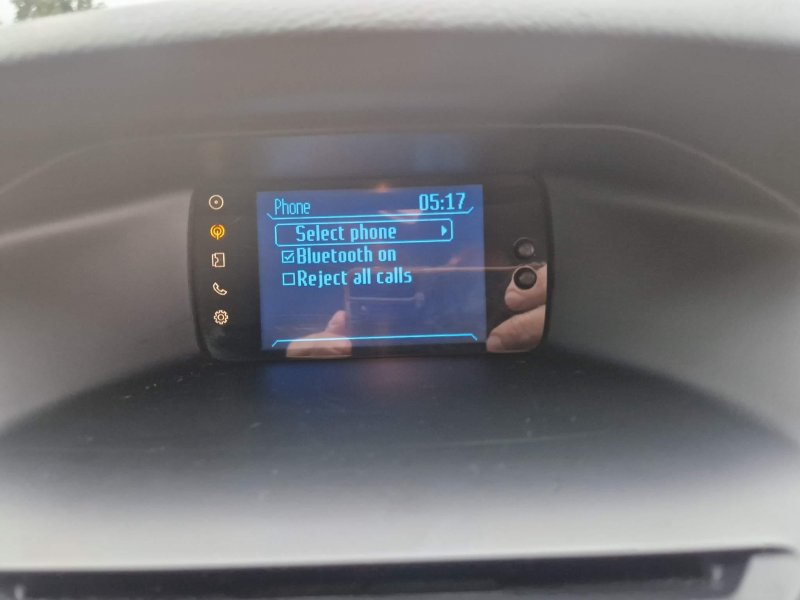 Phone 05:17
Select phone
Bluetooth on
Reject all calls